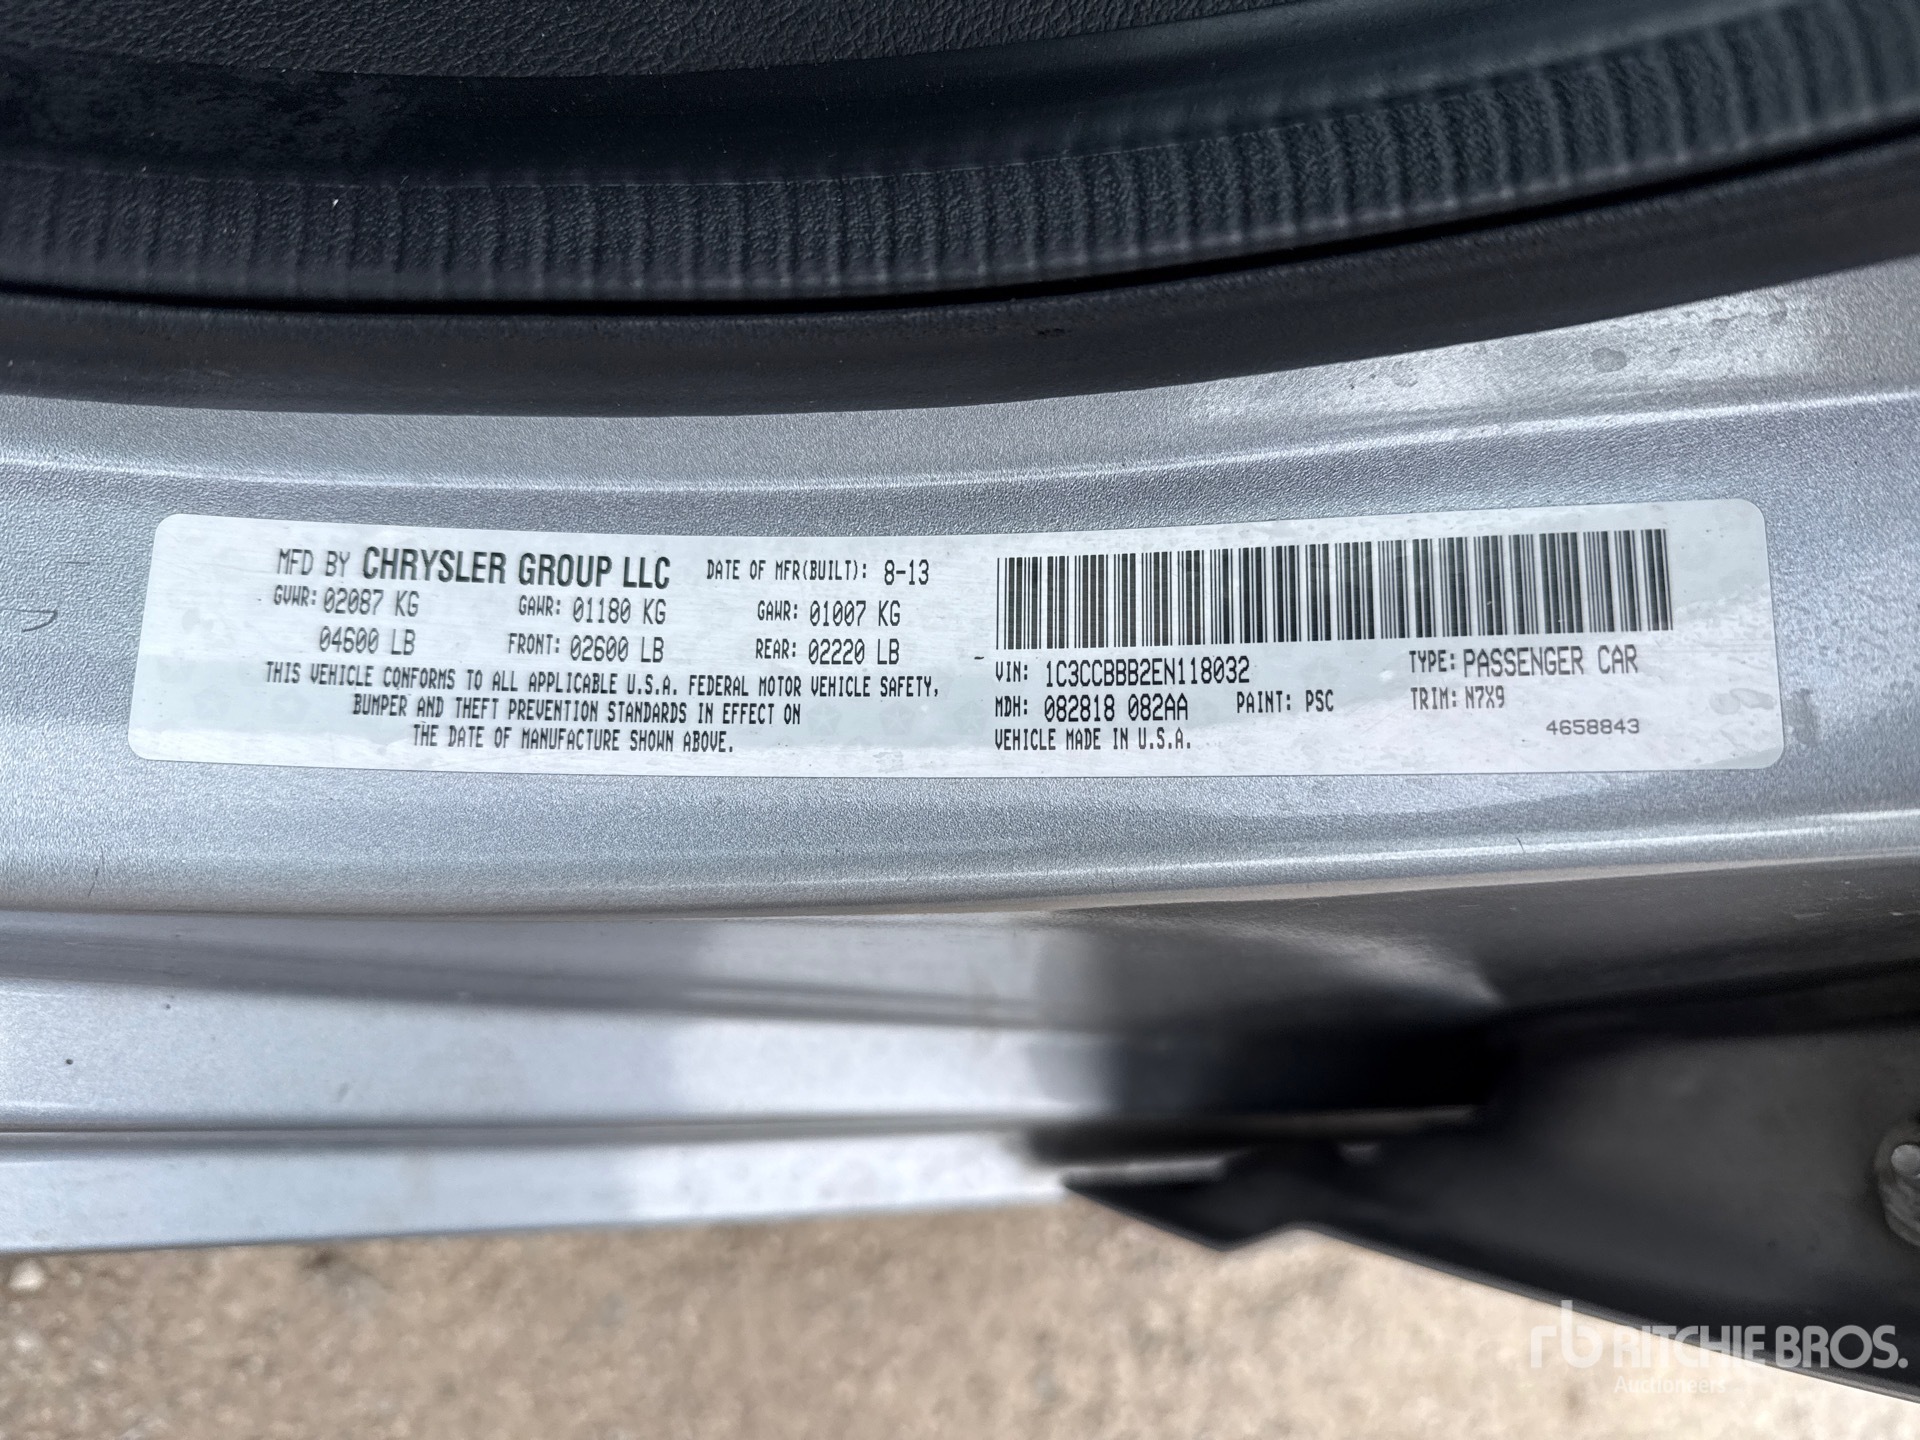 MFD BY CHRYSLER GROUP LLC DATE OF MFR(BUILT): 8-13
GVWR: 02087 KG GAWR: 01180 KG GAWR: 01007 KG
04600 LB FRONT: 02600 LB REAR: 02220 LB
THIS VEHICLE CONFORMS TO ALL APPLICABLE U.S.A. FEDERAL MOTOR VEHICLE SAFETY,
BUMPER AND THEFT PREVENTION STANDARDS IN EFFECT ON
THE DATE OF MANUFACTURE SHOWN ABOVE.
VIN: 1C3CCBBB2EN118032 TYPE: PASSENGER CAR
MDH: 082818 082AA PAINT: PSC TRIM: N7X9
VEHICLE MADE IN U.S.A. 4658843
rb RITCHIE BROS.
Auctioneers